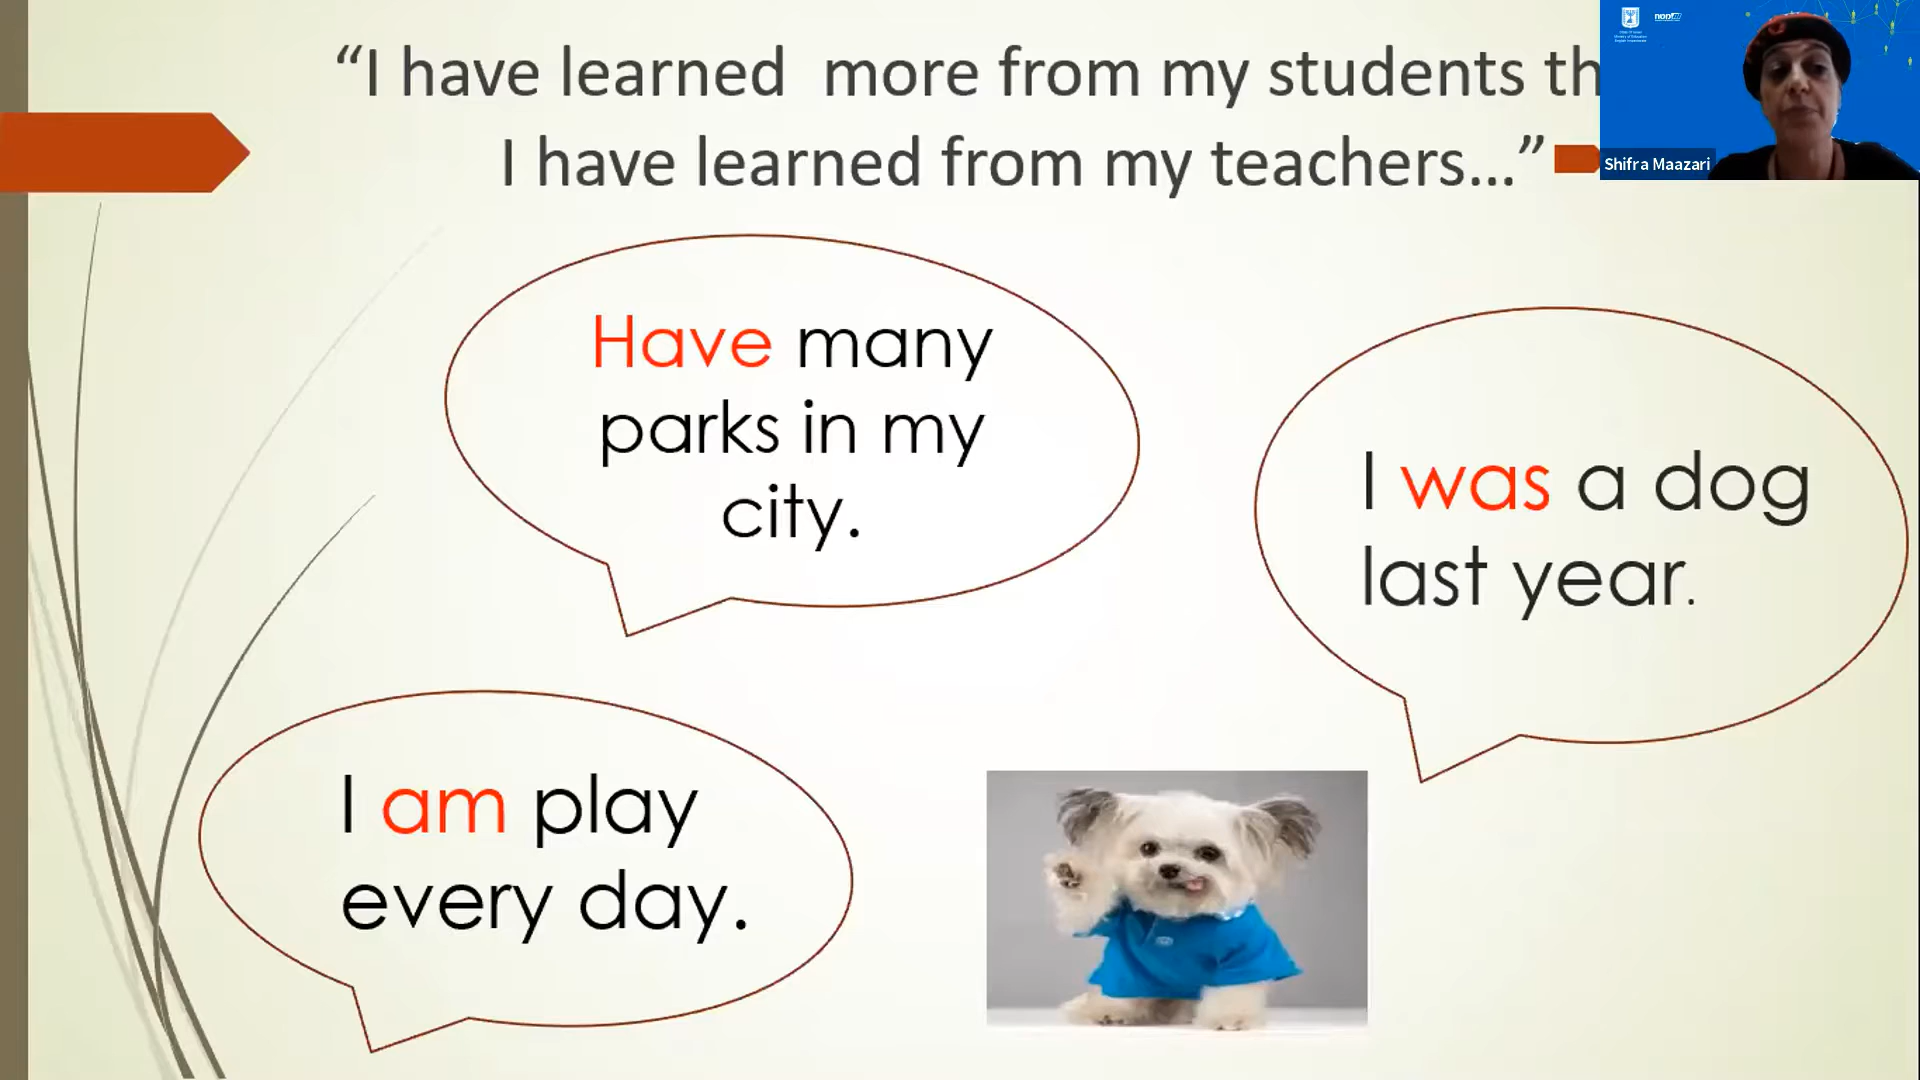 “I have learned more from my students th
I have learned from my teachers...”
Shifra Maazari
Have many
parks in my
city.
I was a dog
last year.
I am play
every day.